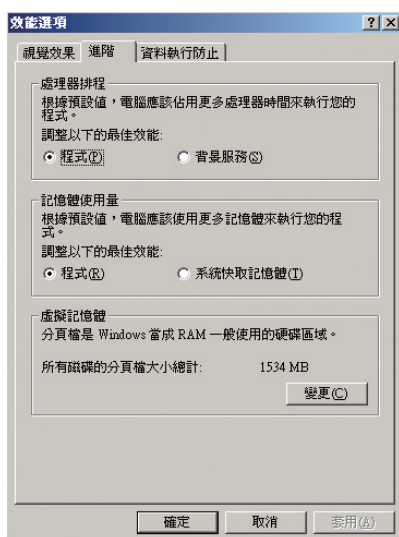 效能選項
視覺效果 進階 資料執行防止
處理器排程
根據預設值，電腦應該佔用更多處理器時間來執行您的
程式。
調整以下的最佳效能:
程式(P) 背景服務(S)
記憶體使用量
根據預設值，電腦應該使用更多記憶體來執行您的程
式。
調整以下的最佳效能:
程式(R) 系統快取記憶體(T)
虛擬記憶體
分頁檔是 Windows 當成 RAM 一般使用的硬碟區域。
所有磁碟的分頁檔大小總計: 1534 MB
變更(C)
確定 取消 套用(A)